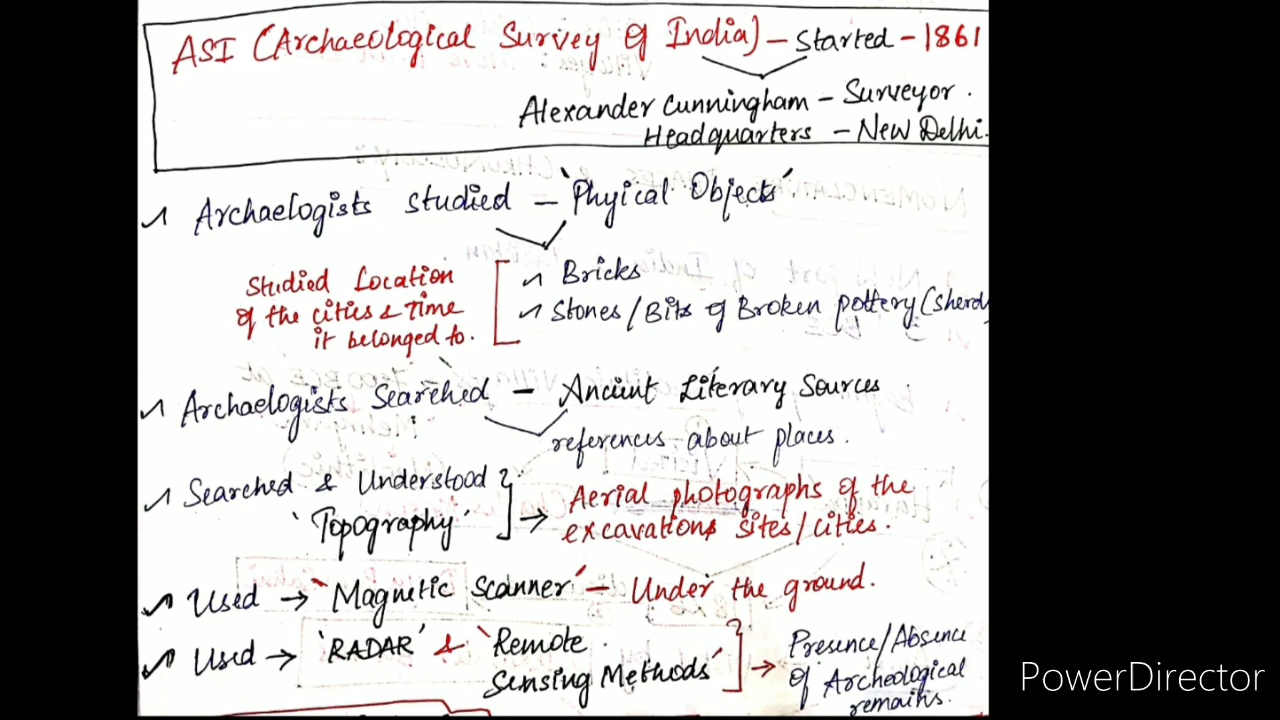 ASI (Archaeological Survey of India) - Started - 1861
Alexander Cunningham - Surveyor.
Headquarters - New Delhi.
Archaelogists studied - 'Phyical Objects'.
Studied Location
of the cities & Time
it belonged to.
Bricks
Stones/Bits of Broken pottery (Sherds
Archaelogists Searched - Ancient Literary Sources
references about places.
Searched & Understood
'Topography'
→ Aerial photographs of the
excavations sites/cities.
Used → 'Magnetic Scanner' - Under the ground.
Used → 'RADAR' & 'Remote
Sensing Methods'
→ Presence/Absence
of Archeological
remains.
PowerDirector